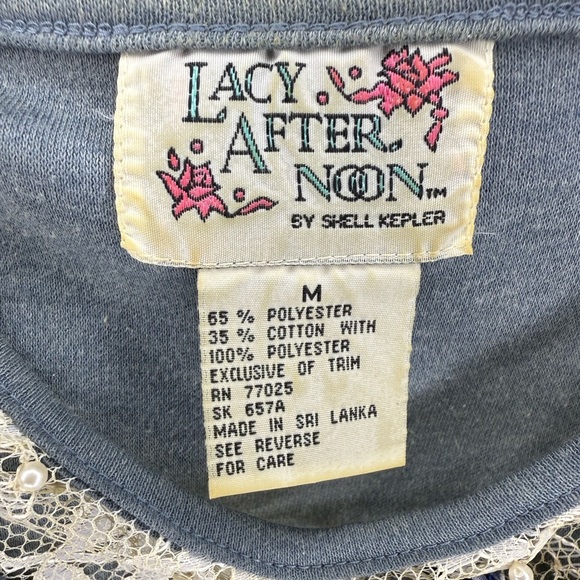 LACY
AFTER
NOON™
BY SHELL KEPLER
M
65 % POLYESTER
35 % COTTON WITH
100% POLYESTER
EXCLUSIVE OF TRIM
RN 77025
SK 657A
MADE IN SRI LANKA
SEE REVERSE
FOR CARE